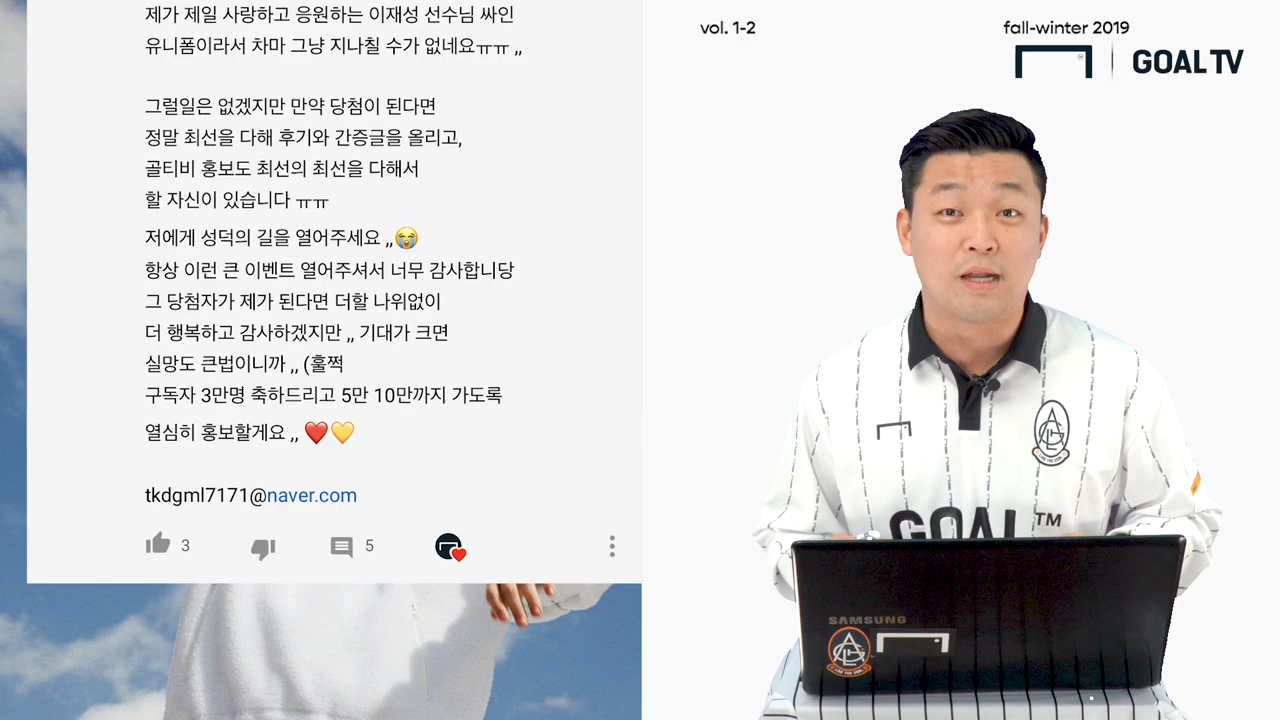 제가 제일 사랑하고 응원하는 이재성 선수님 싸인
유니폼이라서 차마 그냥 지나칠 수가 없네요ㅠㅠ ,,
그럴일은 없겠지만 만약 당첨이 된다면
정말 최선을 다해 후기와 간증글을 올리고,
골티비 홍보도 최선의 최선을 다해서
할 자신이 있습니다 ㅠㅠ
저에게 성덕의 길을 열어주세요 ,,😭
항상 이런 큰 이벤트 열어주셔서 너무 감사합니당
그 당첨자가 제가 된다면 더할 나위없이
더 행복하고 감사하겠지만 ,, 기대가 크면
실망도 큰법이니까 ,, (훌쩍
구독자 3만명 축하드리고 5만 10만까지 가도록
열심히 홍보할게요 ,, ❤️💛
tkdgml7171@naver.com
3
5
vol. 1-2
fall-winter 2019
GOAL TV
GOAL™
SAMSUNG